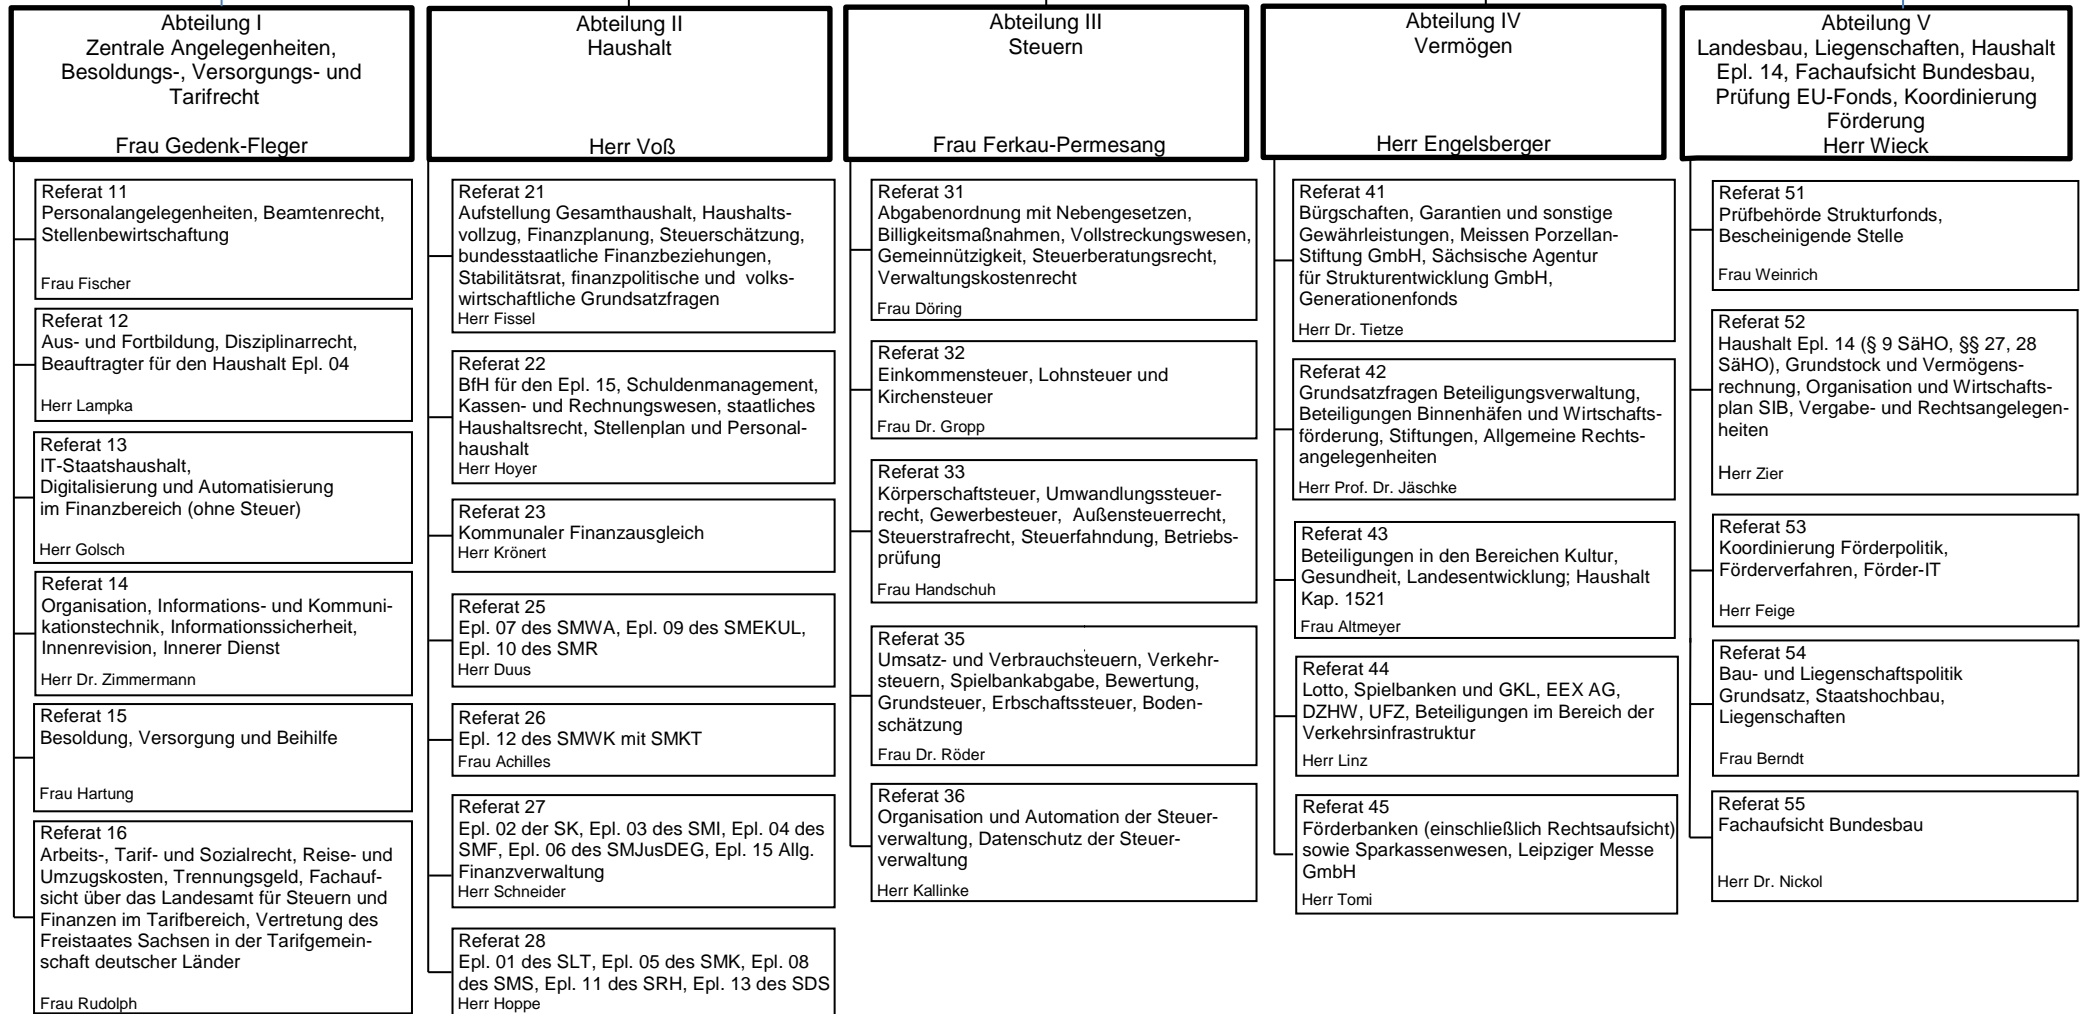 Abteilung I
Zentrale Angelegenheiten,
Besoldungs-, Versorgungs- und
Tarifrecht
Frau Gedenk-Fleger
Referat 11
Personalangelegenheiten, Beamtenrecht,
Stellenbewirtschaftung
Frau Fischer
Referat 12
Aus- und Fortbildung, Disziplinarrecht,
Beauftragter für den Haushalt Epl. 04
Herr Lampka
Referat 13
IT-Staatshaushalt,
Digitalisierung und Automatisierung
im Finanzbereich (ohne Steuer)
Herr Golsch
Referat 14
Organisation, Informations- und Kommuni-
kationstechnik, Informationssicherheit,
Innenrevision, Innerer Dienst
Herr Dr. Zimmermann
Referat 15
Besoldung, Versorgung und Beihilfe
Frau Hartung
Referat 16
Arbeits-, Tarif- und Sozialrecht, Reise- und
Umzugskosten, Trennungsgeld, Fachauf-
sicht über das Landesamt für Steuern und
Finanzen im Tarifbereich, Vertretung des
Freistaates Sachsen in der Tarifgemein-
schaft deutscher Länder
Frau Rudolph
Abteilung II
Haushalt
Herr Voß
Referat 21
Aufstellung Gesamthaushalt, Haushalts-
vollzug, Finanzplanung, Steuerschätzung,
bundesstaatliche Finanzbeziehungen,
Stabilitätsrat, finanzpolitische und volks-
wirtschaftliche Grundsatzfragen
Herr Fissel
Referat 22
BfH für den Epl. 15, Schuldenmanagement,
Kassen- und Rechnungswesen, staatliches
Haushaltsrecht, Stellenplan und Personal-
haushalt
Herr Hoyer
Referat 23
Kommunaler Finanzausgleich
Herr Krönert
Referat 25
Epl. 07 des SMWA, Epl. 09 des SMEKUL,
Epl. 10 des SMR
Herr Duus
Referat 26
Epl. 12 des SMWK mit SMKT
Frau Achilles
Referat 27
Epl. 02 der SK, Epl. 03 des SMI, Epl. 04 des
SMF, Epl. 06 des SMJusDEG, Epl. 15 Allg.
Finanzverwaltung
Herr Schneider
Referat 28
Epl. 01 des SLT, Epl. 05 des SMK, Epl. 08
des SMS, Epl. 11 des SRH, Epl. 13 des SDS
Herr Hoppe
Abteilung III
Steuern
Frau Ferkau-Permesang
Referat 31
Abgabenordnung mit Nebengesetzen,
Billigkeitsmaßnahmen, Vollstreckungswesen,
Gemeinnützigkeit, Steuerberatungsrecht,
Verwaltungskostenrecht
Frau Döring
Referat 32
Einkommensteuer, Lohnsteuer und
Kirchensteuer
Frau Dr. Gropp
Referat 33
Körperschaftsteuer, Umwandlungssteuer-
recht, Gewerbesteuer, Außensteuerrecht,
Steuerstrafrecht, Steuerfahndung, Betriebs-
prüfung
Frau Handschuh
Referat 35
Umsatz- und Verbrauchsteuern, Verkehr-
steuern, Spielbankabgabe, Bewertung,
Grundsteuer, Erbschaftssteuer, Boden-
schätzung
Frau Dr. Röder
Referat 36
Organisation und Automation der Steuer-
verwaltung, Datenschutz der Steuer-
verwaltung
Herr Kallinke
Abteilung IV
Vermögen
Herr Engelsberger
Referat 41
Bürgschaften, Garantien und sonstige
Gewährleistungen, Meissen Porzellan-
Stiftung GmbH, Sächsische Agentur
für Strukturentwicklung GmbH,
Generationenfonds
Herr Dr. Tietze
Referat 42
Grundsatzfragen Beteiligungsverwaltung,
Beteiligungen Binnenhäfen und Wirtschafts-
förderung, Stiftungen, Allgemeine Rechts-
angelegenheiten
Herr Prof. Dr. Jäschke
Referat 43
Beteiligungen in den Bereichen Kultur,
Gesundheit, Landesentwicklung; Haushalt
Kap. 1521
Frau Altmeyer
Referat 44
Lotto, Spielbanken und GKL, EEX AG,
DZHW, UFZ, Beteiligungen im Bereich der
Verkehrsinfrastruktur
Herr Linz
Referat 45
Förderbanken (einschließlich Rechtsaufsicht)
sowie Sparkassenwesen, Leipziger Messe
GmbH
Herr Tomi
Abteilung V
Landesbau, Liegenschaften, Haushalt
Epl. 14, Fachaufsicht Bundesbau,
Prüfung EU-Fonds, Koordinierung
Förderung
Herr Wieck
Referat 51
Prüfbehörde Strukturfonds,
Bescheinigende Stelle
Frau Weinrich
Referat 52
Haushalt Epl. 14 (§ 9 SäHO, §§ 27, 28
SäHO), Grundstock und Vermögens-
rechnung, Organisation und Wirtschafts-
plan SIB, Vergabe- und Rechtsangelegen-
heiten
Herr Zier
Referat 53
Koordinierung Förderpolitik,
Förderverfahren, Förder-IT
Herr Feige
Referat 54
Bau- und Liegenschaftspolitik
Grundsatz, Staatshochbau,
Liegenschaften
Frau Berndt
Referat 55
Fachaufsicht Bundesbau
Herr Dr. Nickol